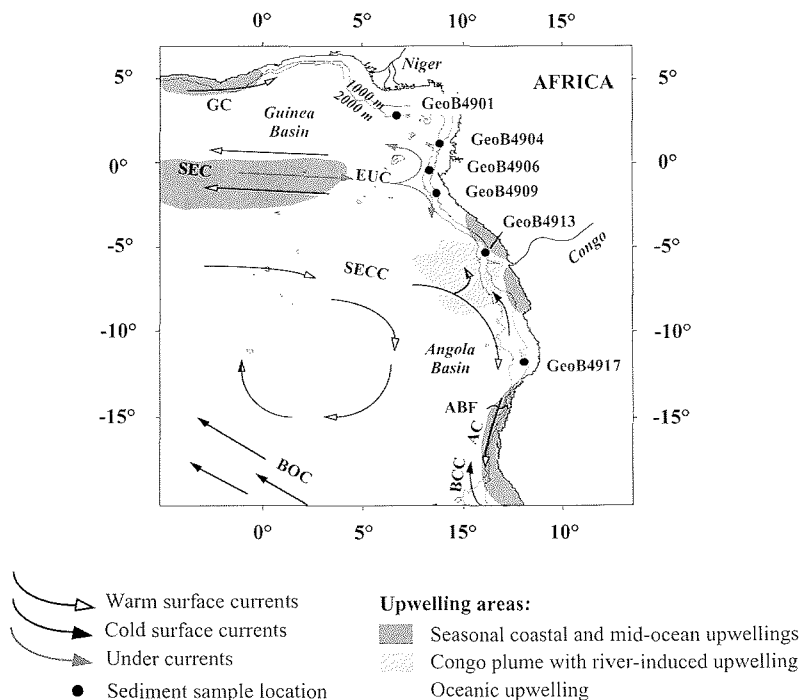 0° 5° 10° 15°
5° 5°
Niger
AFRICA
1000 m
2000 m
GeoB4901
GC
Guinea
Basin
GeoB4904
0° 0°
SEC
EUC
GeoB4906
GeoB4909
GeoB4913
Congo
-5° -5°
SECC
-10° -10°
Angola
Basin
GeoB4917
ABF
-15° -15°
AC
BOC
BCC
0° 5° 15° 10°
Warm surface currents
Cold surface currents
Under currents
Sediment sample location
Upwelling areas:
Seasonal coastal and mid-ocean upwellings
Congo plume with river-induced upwelling
Oceanic upwelling